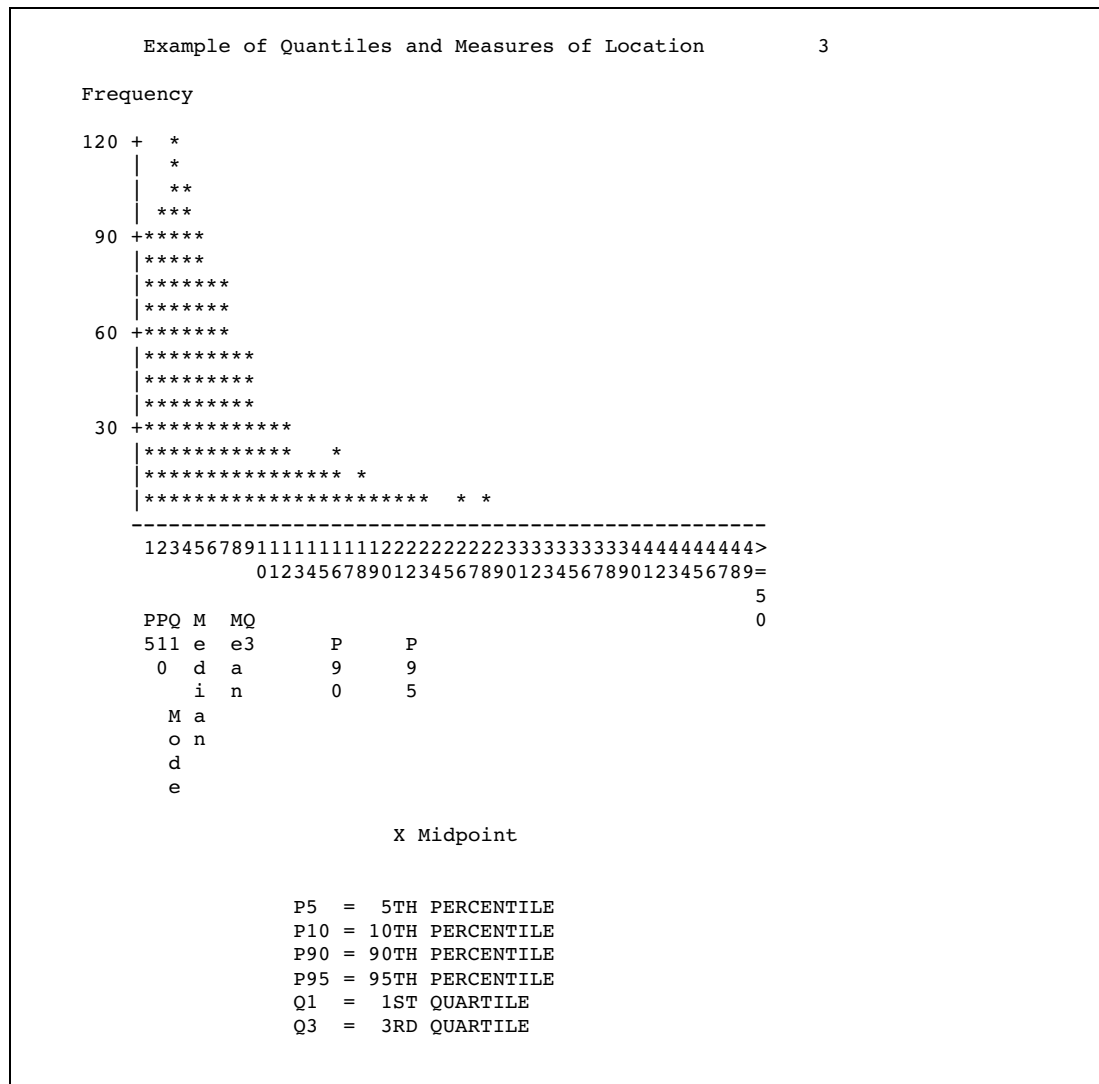 Example of Quantiles and Measures of Location         3

Frequency

120 +  *
    |  *
    |  **
    | ***
 90 +*****
    |*****
    |*******
    |*******
 60 +*******
    |*********
    |*********
    |*********
 30 +************
    |************   *
    |**************** *
    |***********************  * *
    ---------------------------------------------------
     12345678911111111112222222222333333333344444444444>
              0123456789012345678901234567890123456789=
                                                      5
     PPQ M  MQ                                        0
     511 e  e3      P     P
      0  d  a       9     9
         i  n       0     5
       M a
       o n
       d
       e

                         X Midpoint

                 P5  =  5TH PERCENTILE
                 P10 = 10TH PERCENTILE
                 P90 = 90TH PERCENTILE
                 P95 = 95TH PERCENTILE
                 Q1  =  1ST QUARTILE
                 Q3  =  3RD QUARTILE